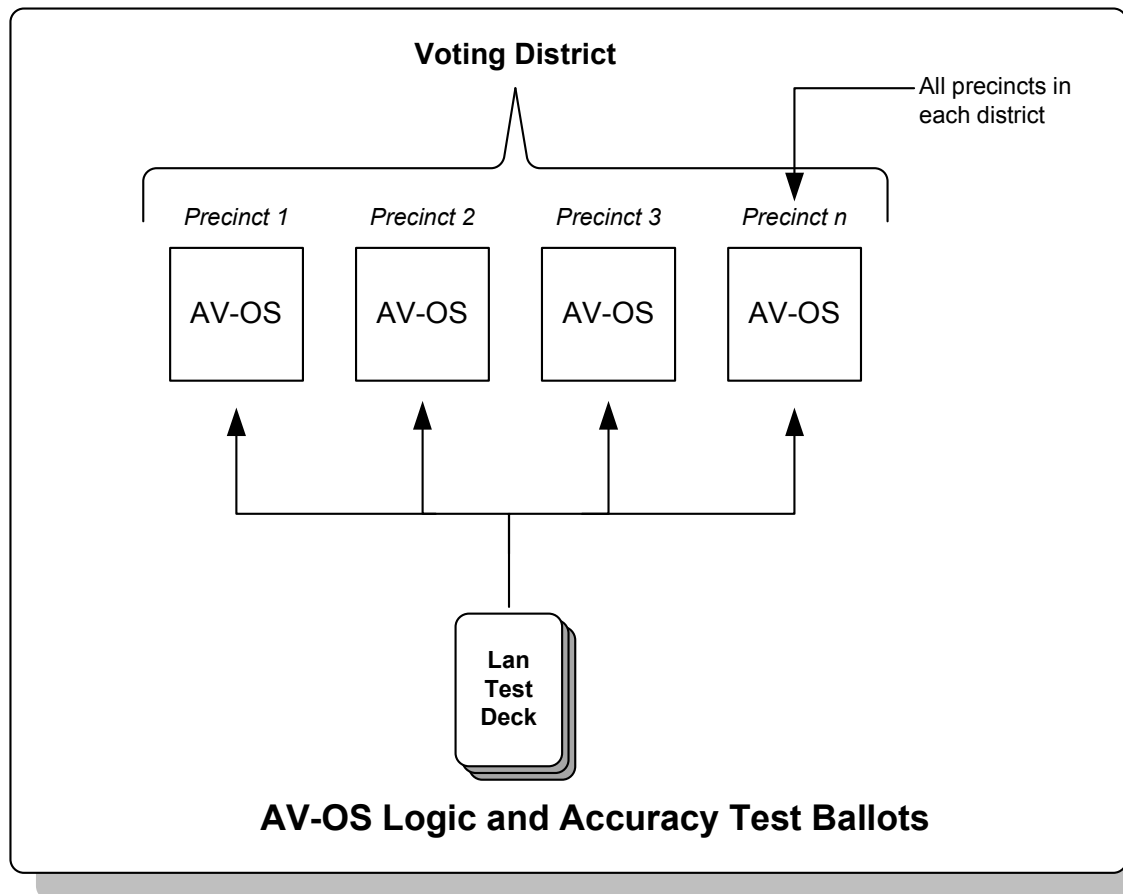 Voting District
All precincts in
each district
Precinct 1
Precinct 2
Precinct 3
Precinct n
AV-OS
AV-OS
AV-OS
AV-OS
Lan
Test
Deck
AV-OS Logic and Accuracy Test Ballots